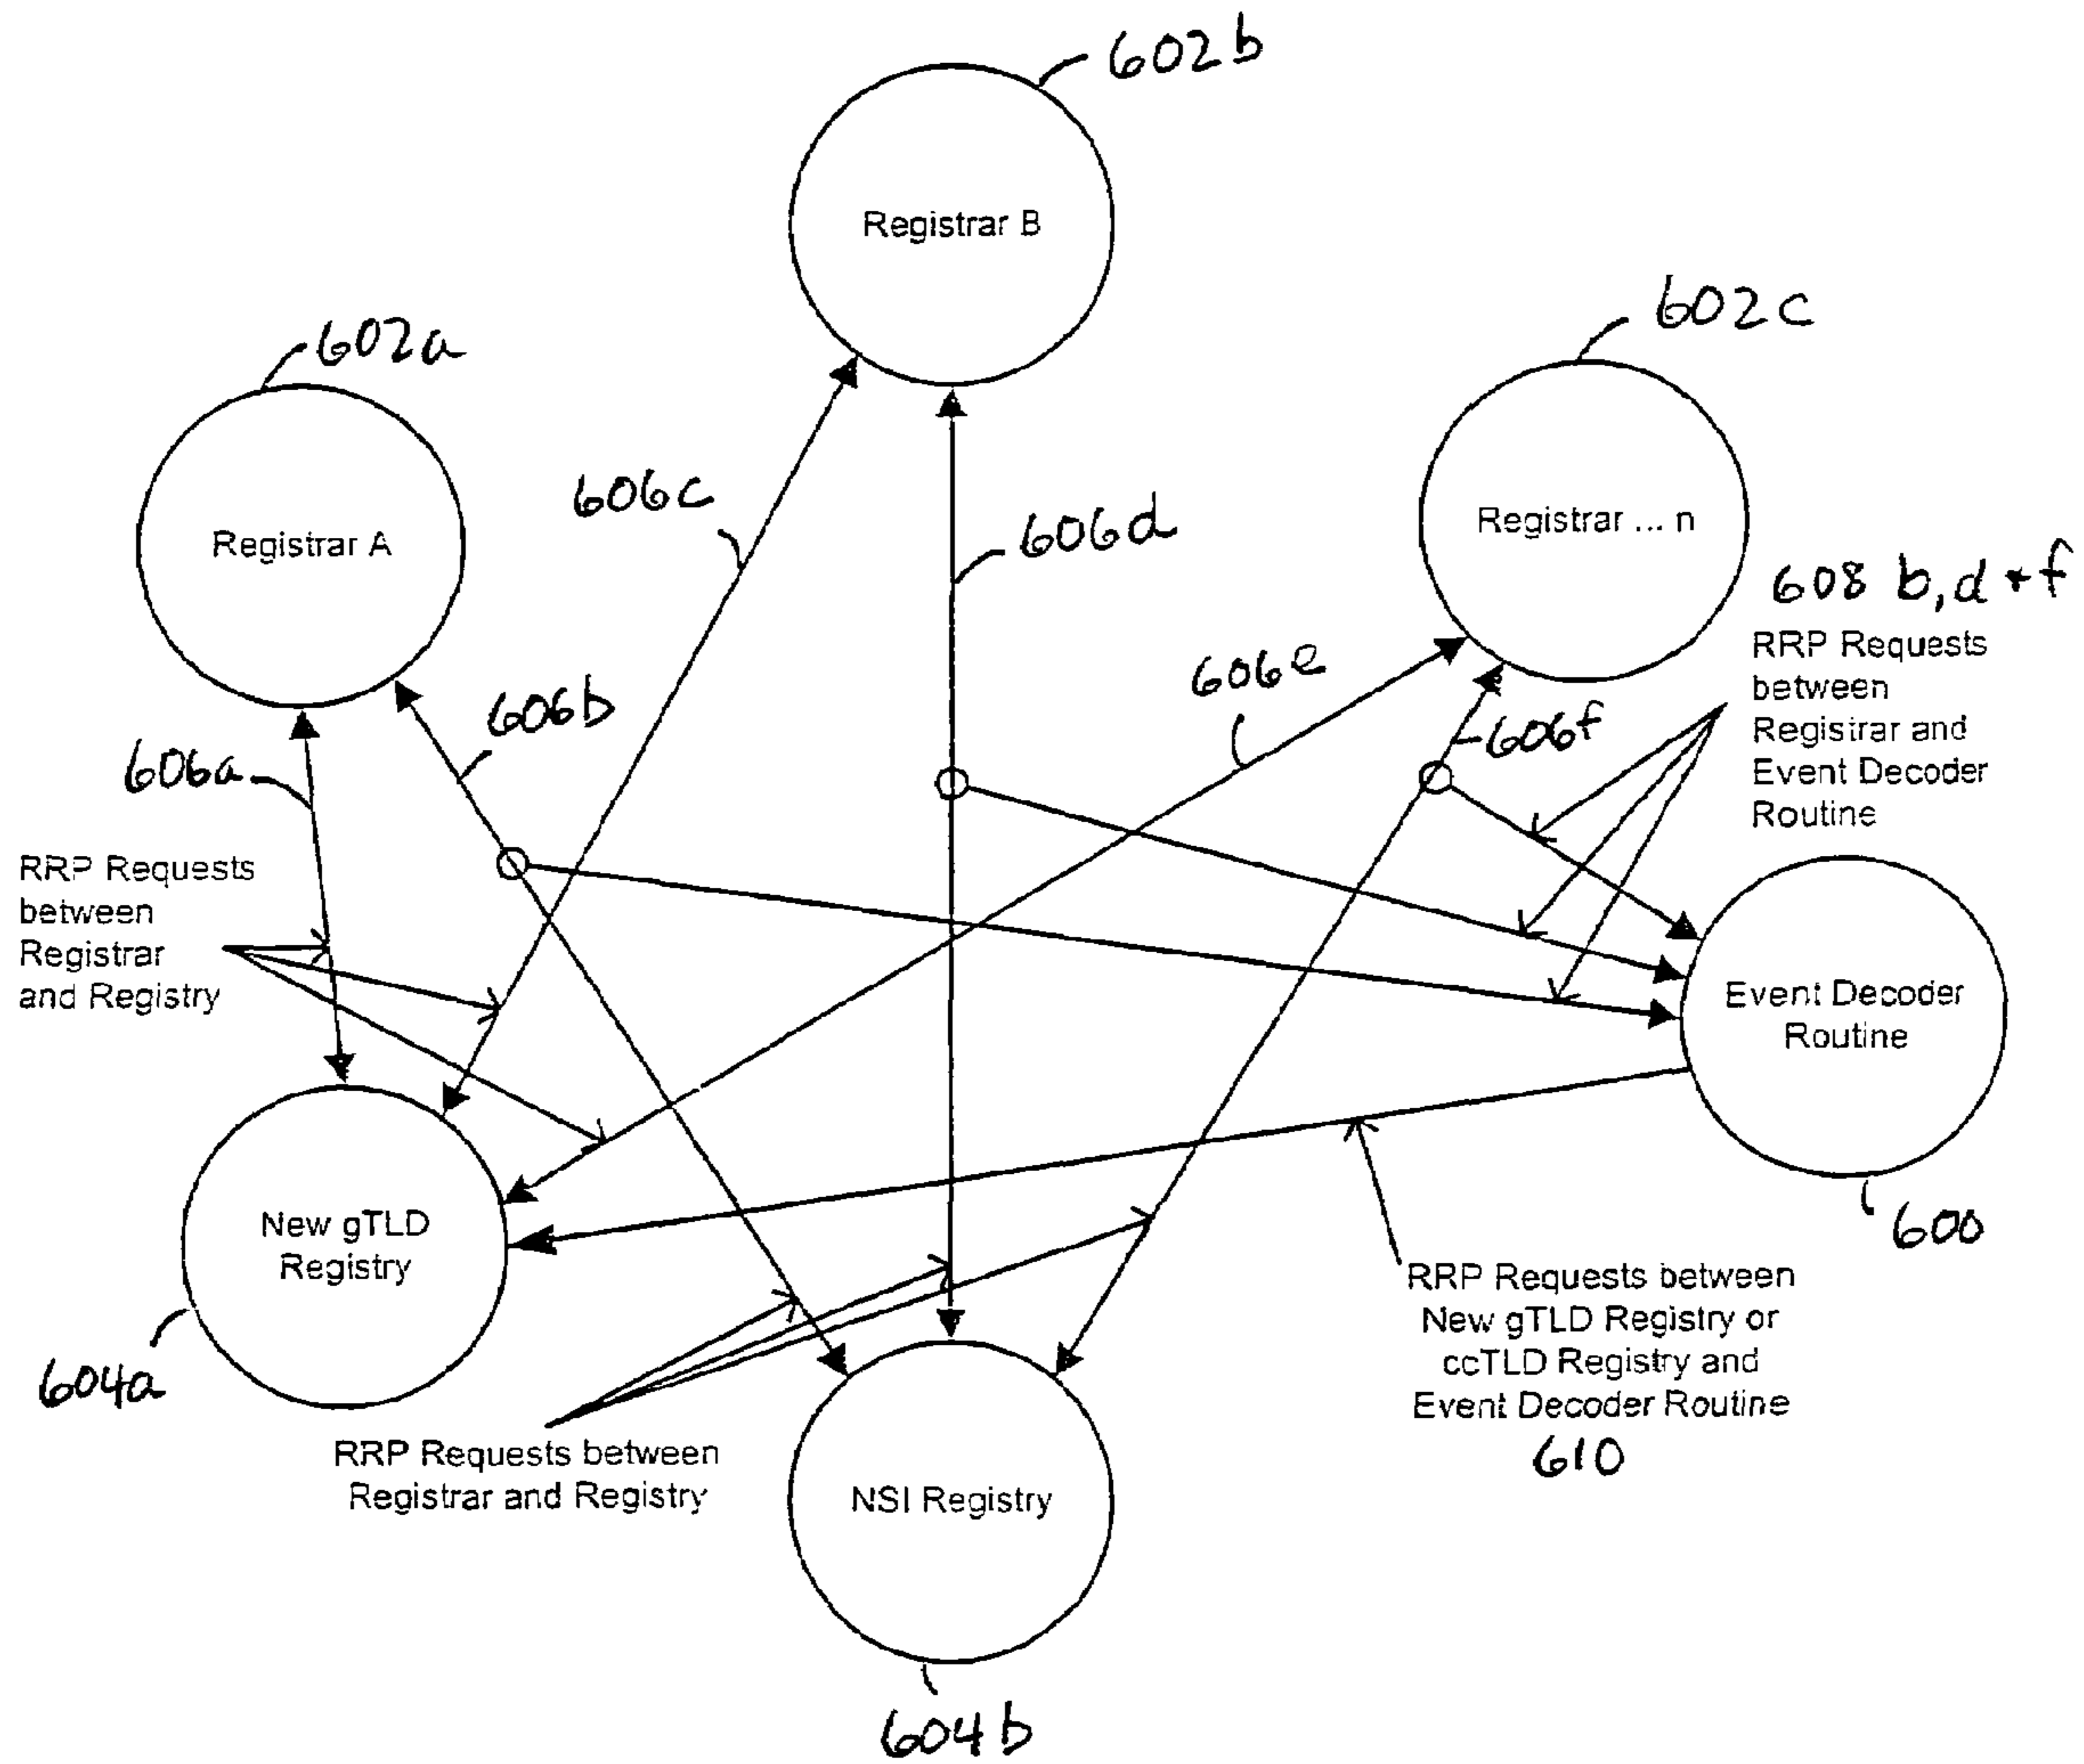 602b
Registrar B
602c
602a
Registrar ... n
606c
Registrar A
606d
608 b, d + f
RRP Requests
between
Registrar and
Event Decoder
Routine
606e
606b
606f
606a
RRP Requests
between
Registrar
and Registry
Event Decoder
Routine
600
New gTLD
Registry
604a
RRP Requests between
New gTLD Registry or
ccTLD Registry and
Event Decoder Routine
610
RRP Requests between
Registrar and Registry
NSI Registry
604b